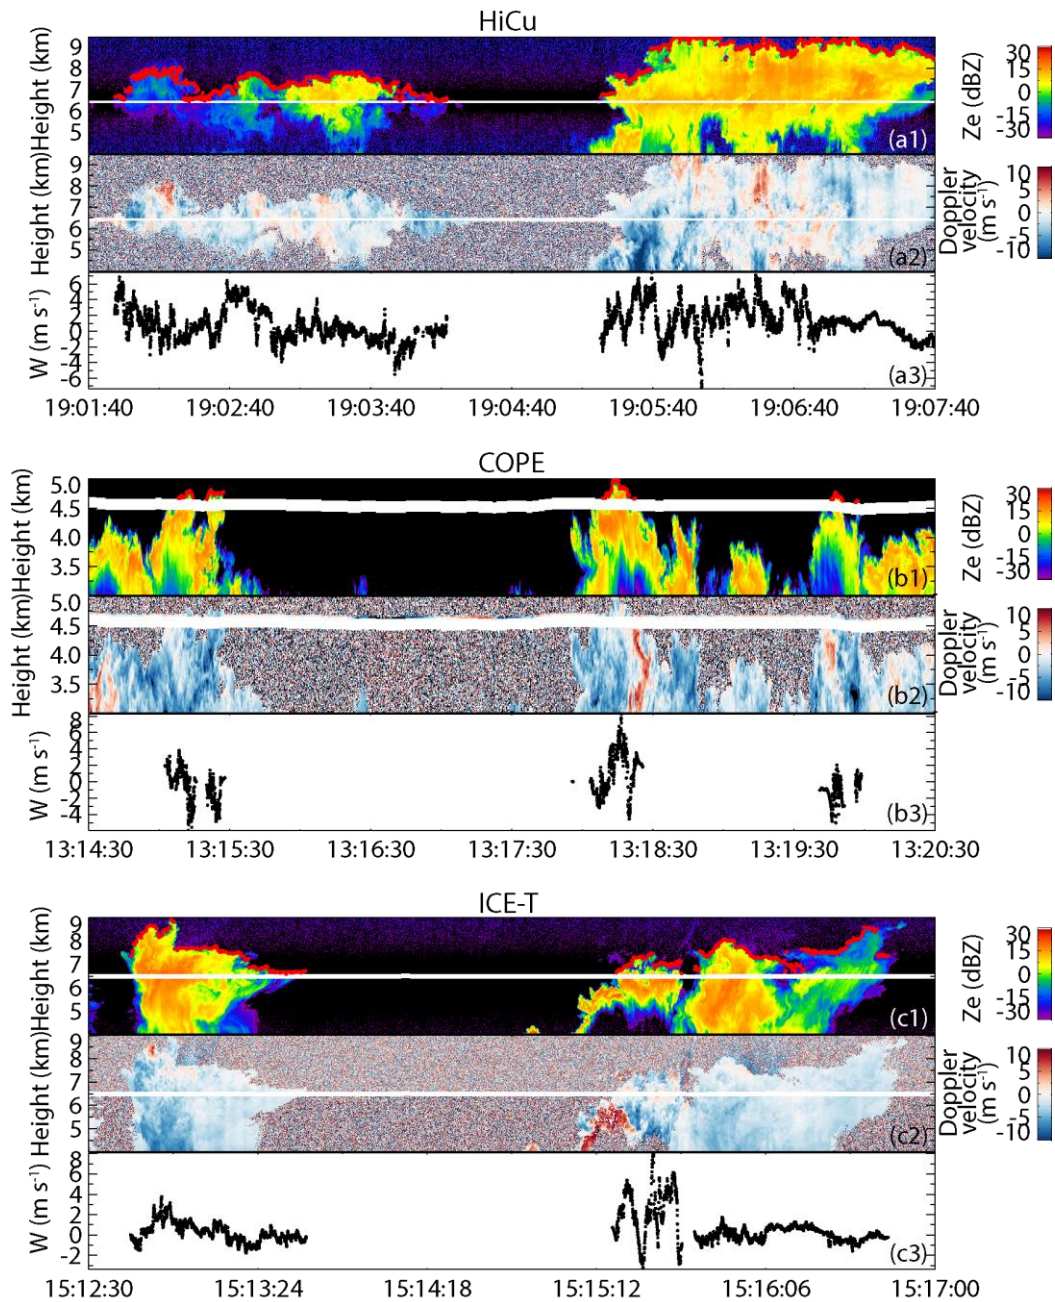 HiCu
Height (km)
9
8
7
6
5
(a1)
Ze (dBZ)
30
15
0
-15
-30
Height (km)
9
8
7
6
5
(a2)
Doppler
velocity
(m s⁻¹)
10
5
0
-5
-10
W (m s⁻¹)
6
4
2
0
-2
-4
-6
(a3)
19:01:40 19:02:40 19:03:40 19:04:40 19:05:40 19:06:40 19:07:40
COPE
Height (km)
5.0
4.5
4.0
3.5
(b1)
Ze (dBZ)
30
15
0
-15
-30
Height (km)
5.0
4.5
4.0
3.5
(b2)
Doppler
velocity
(m s⁻¹)
10
5
0
-5
-10
W (m s⁻¹)
8
6
4
2
0
-2
-4
(b3)
13:14:30 13:15:30 13:16:30 13:17:30 13:18:30 13:19:30 13:20:30
ICE-T
Height (km)
9
8
7
6
5
(c1)
Ze (dBZ)
30
15
0
-15
-30
Height (km)
9
8
7
6
5
(c2)
Doppler
velocity
(m s⁻¹)
10
5
0
-5
-10
W (m s⁻¹)
8
6
4
2
0
-2
(c3)
15:12:30 15:13:24 15:14:18 15:15:12 15:16:06 15:17:00